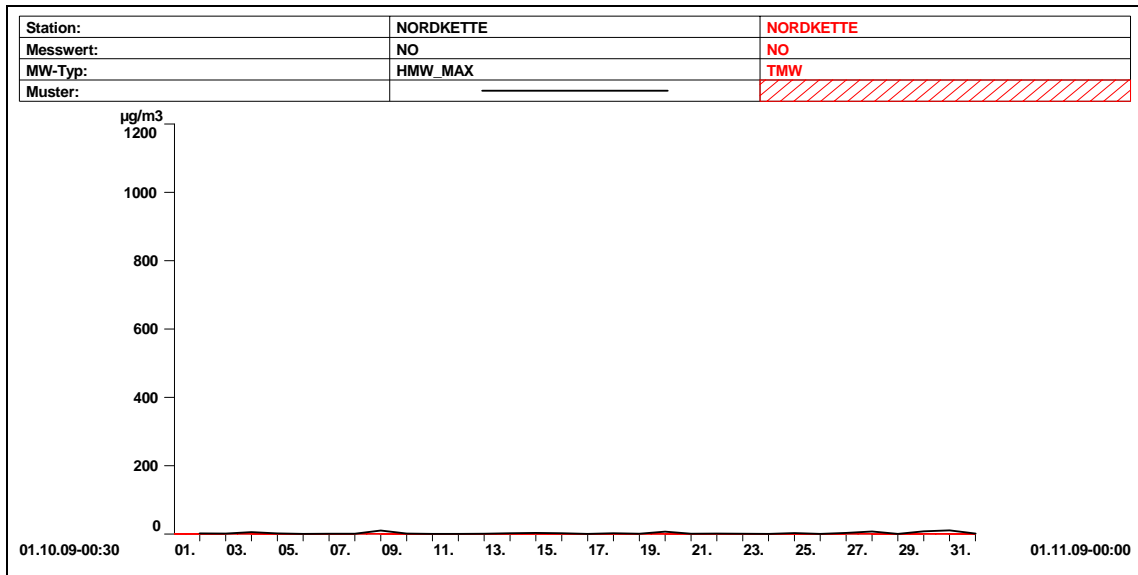 Station: NORDKETTE NORDKETTE
Messwert: NO NO
MW-Typ: HMW_MAX TMW
Muster:
µg/m3
1200
1000
800
600
400
200
0
01.10.09-00:30 01. 03. 05. 07. 09. 11. 13. 15. 17. 19. 21. 23. 25. 27. 29. 31. 01.11.09-00:00